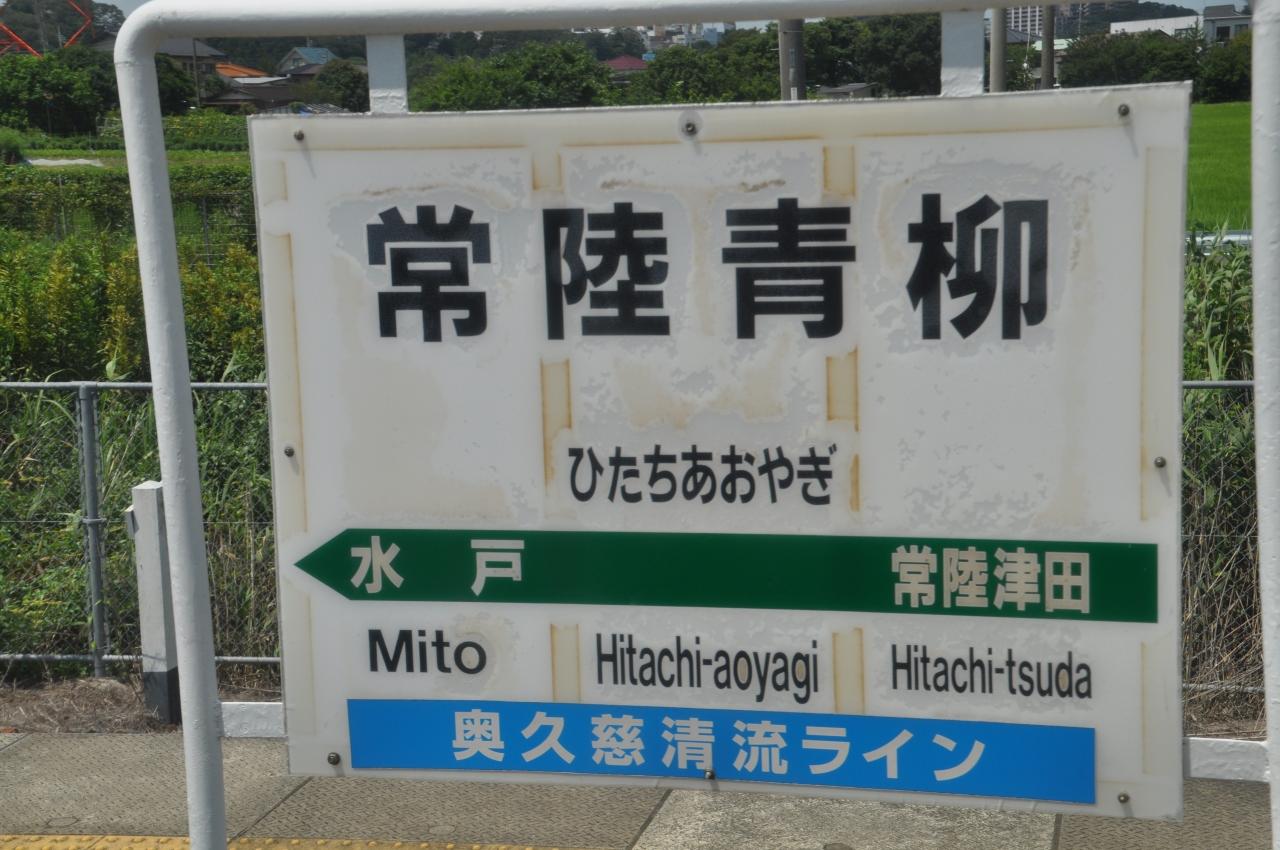 常陸青柳
ひたちあおやぎ
水戸 常陸津田
Mito Hitachi-aoyagi Hitachi-tsuda
奥久慈清流ライン